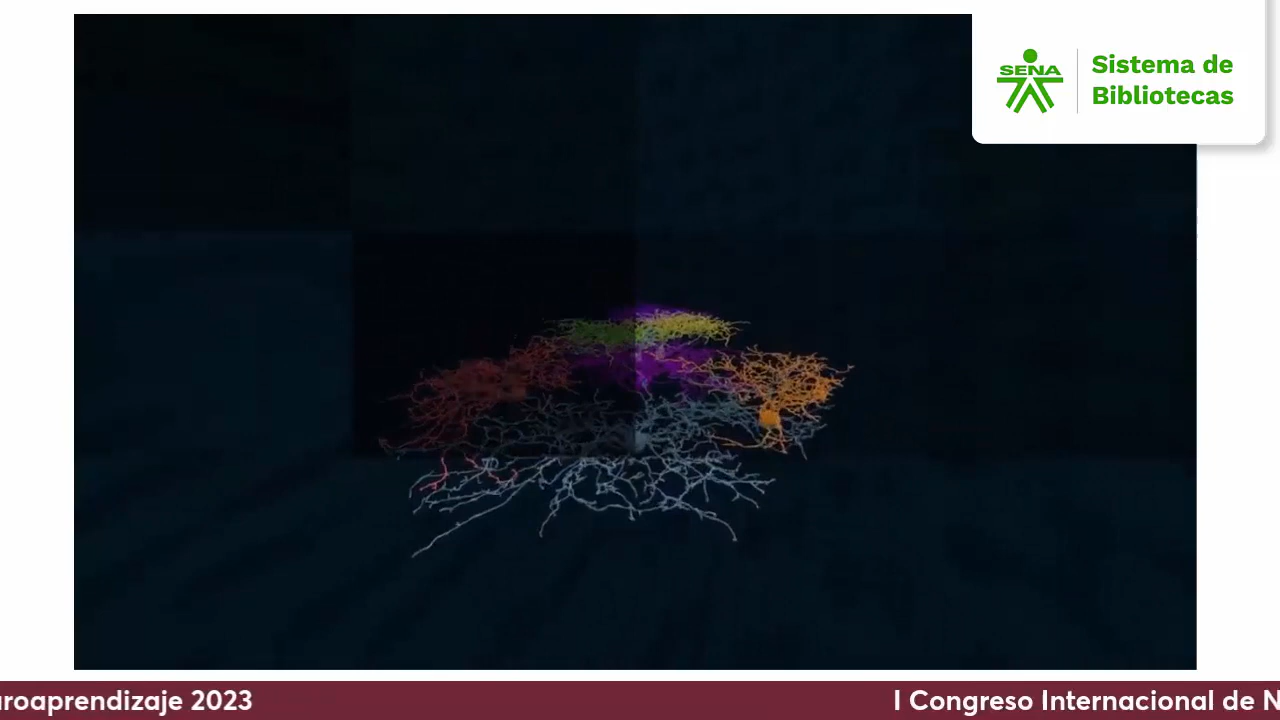 SENA
Sistema de
Bibliotecas
uroaprendizaje 2023
I Congreso Internacional de N